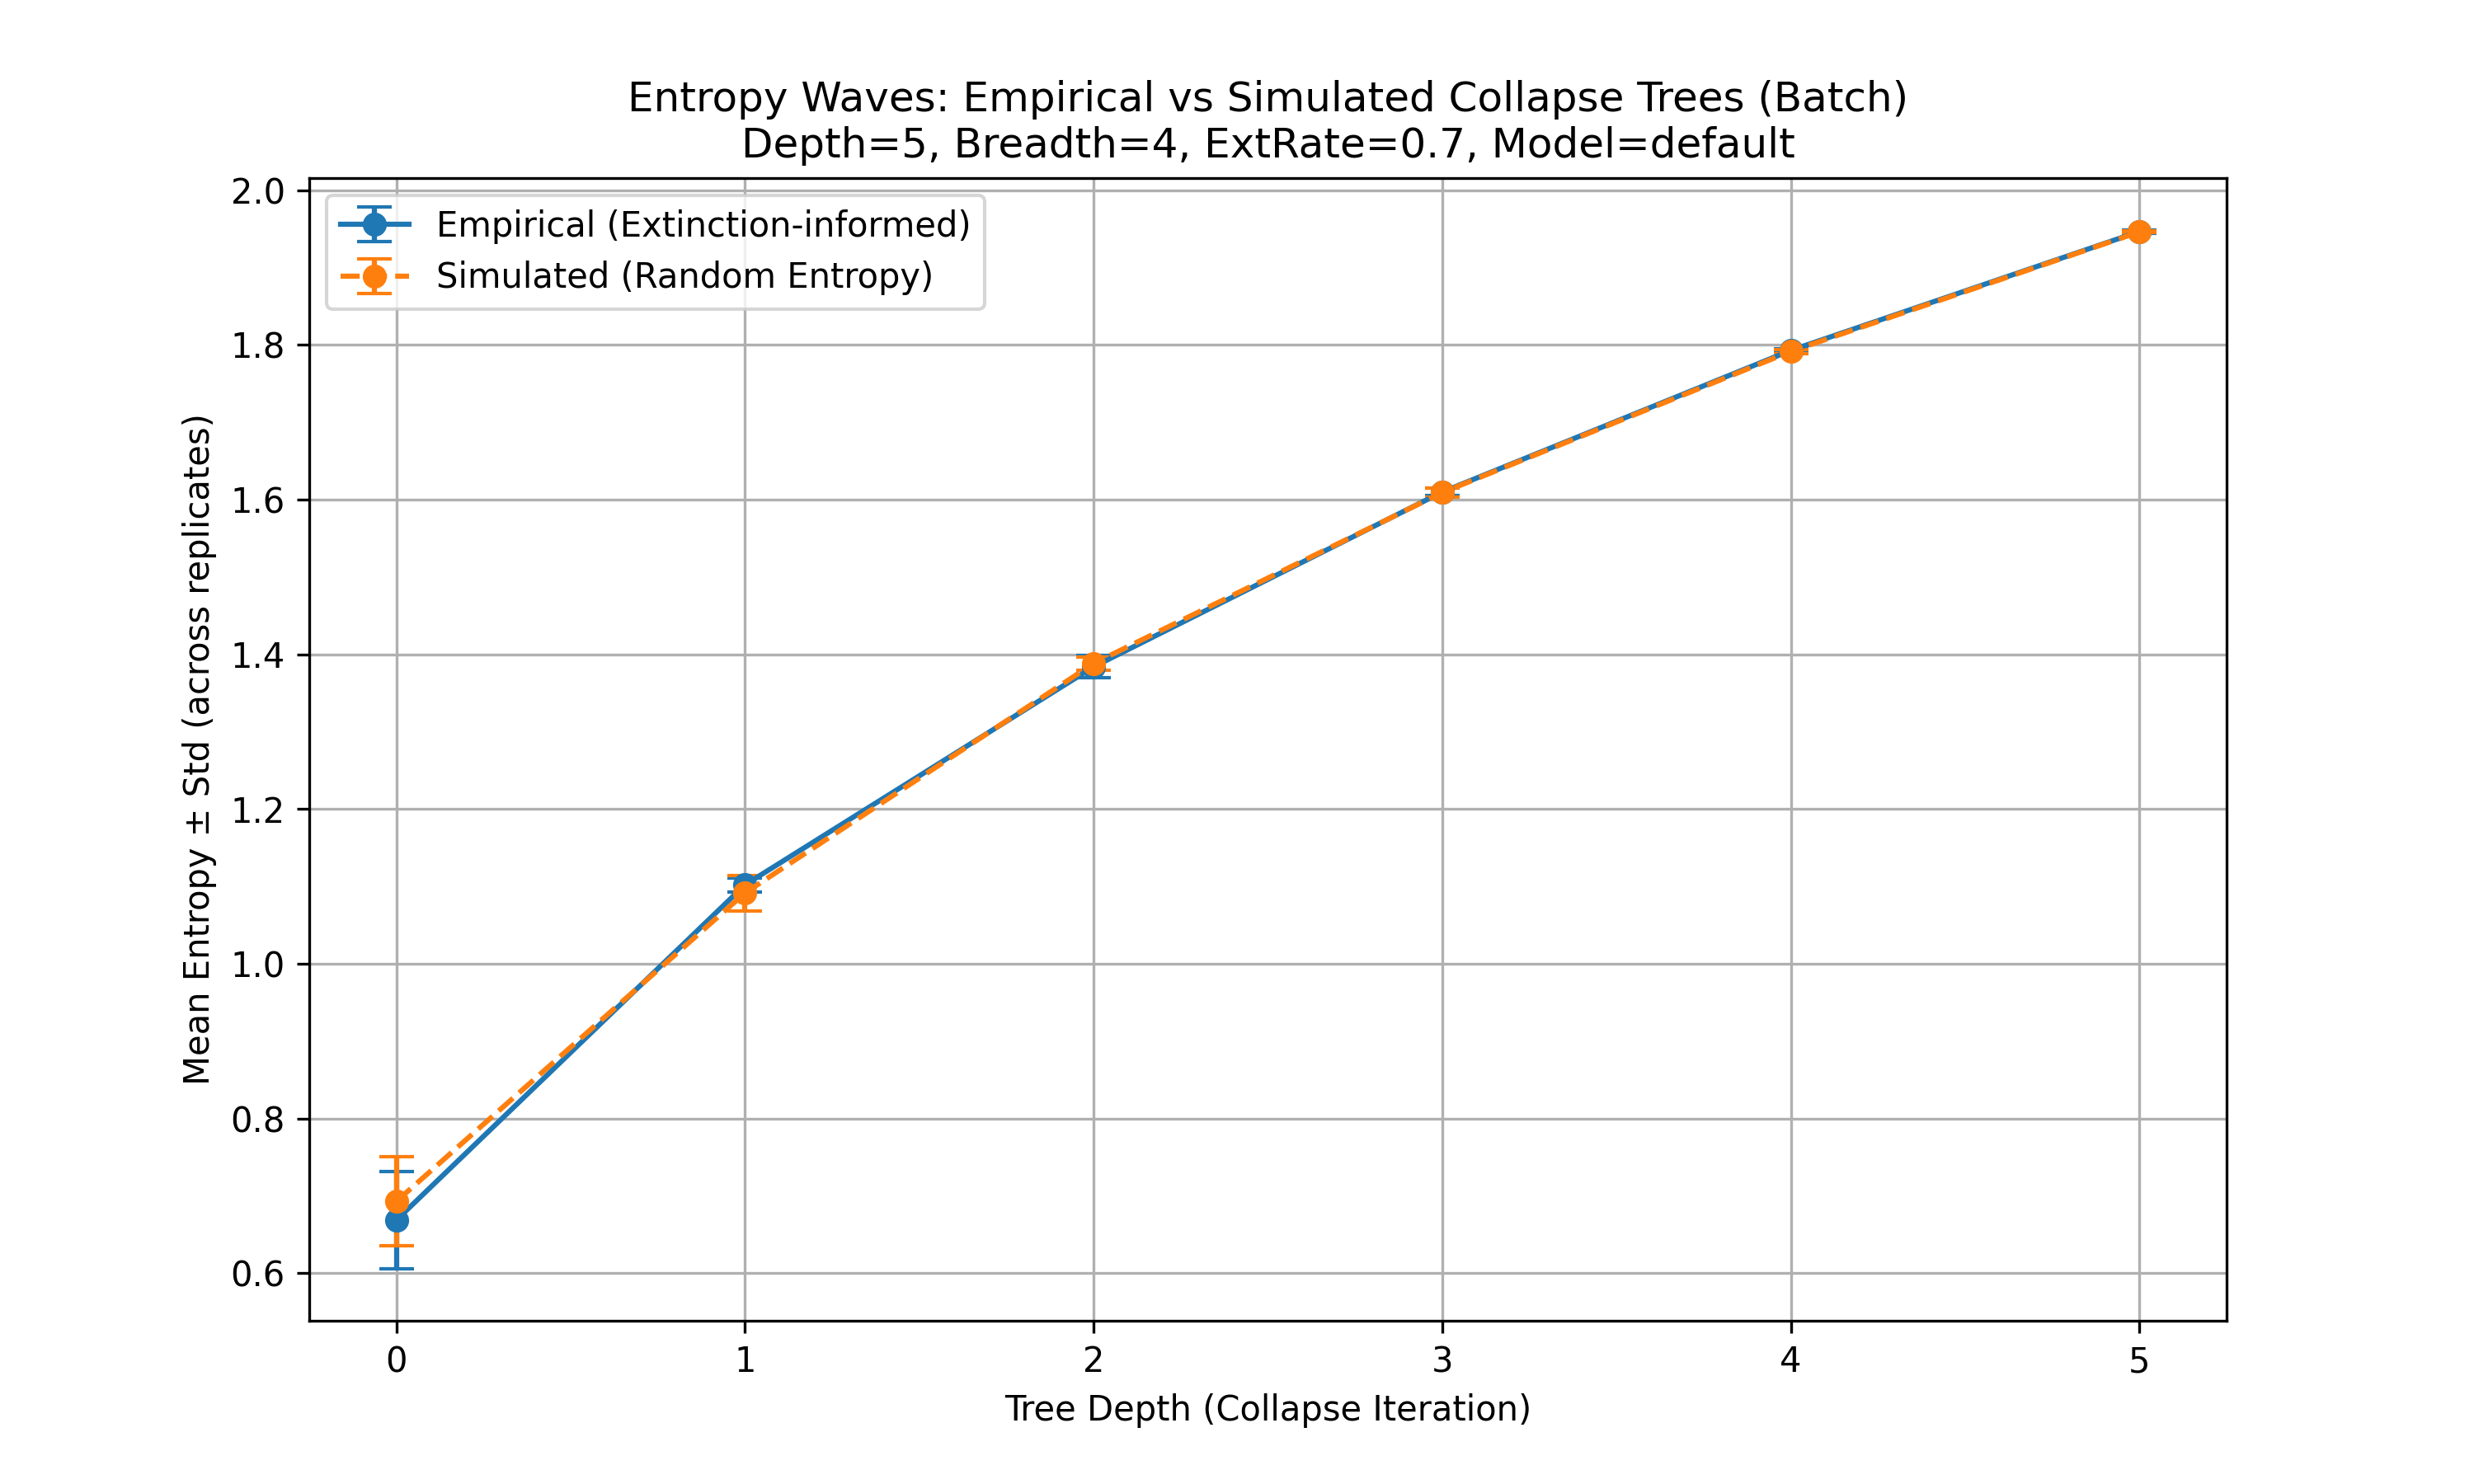 Entropy Waves: Empirical vs Simulated Collapse Trees (Batch)
Depth=5, Breadth=4, ExtRate=0.7, Model=default
Empirical (Extinction-informed)
Simulated (Random Entropy)
Mean Entropy ± Std (across replicates)
2.0
1.8
1.6
1.4
1.2
1.0
0.8
0.6
0 1 2 3 4 5
Tree Depth (Collapse Iteration)